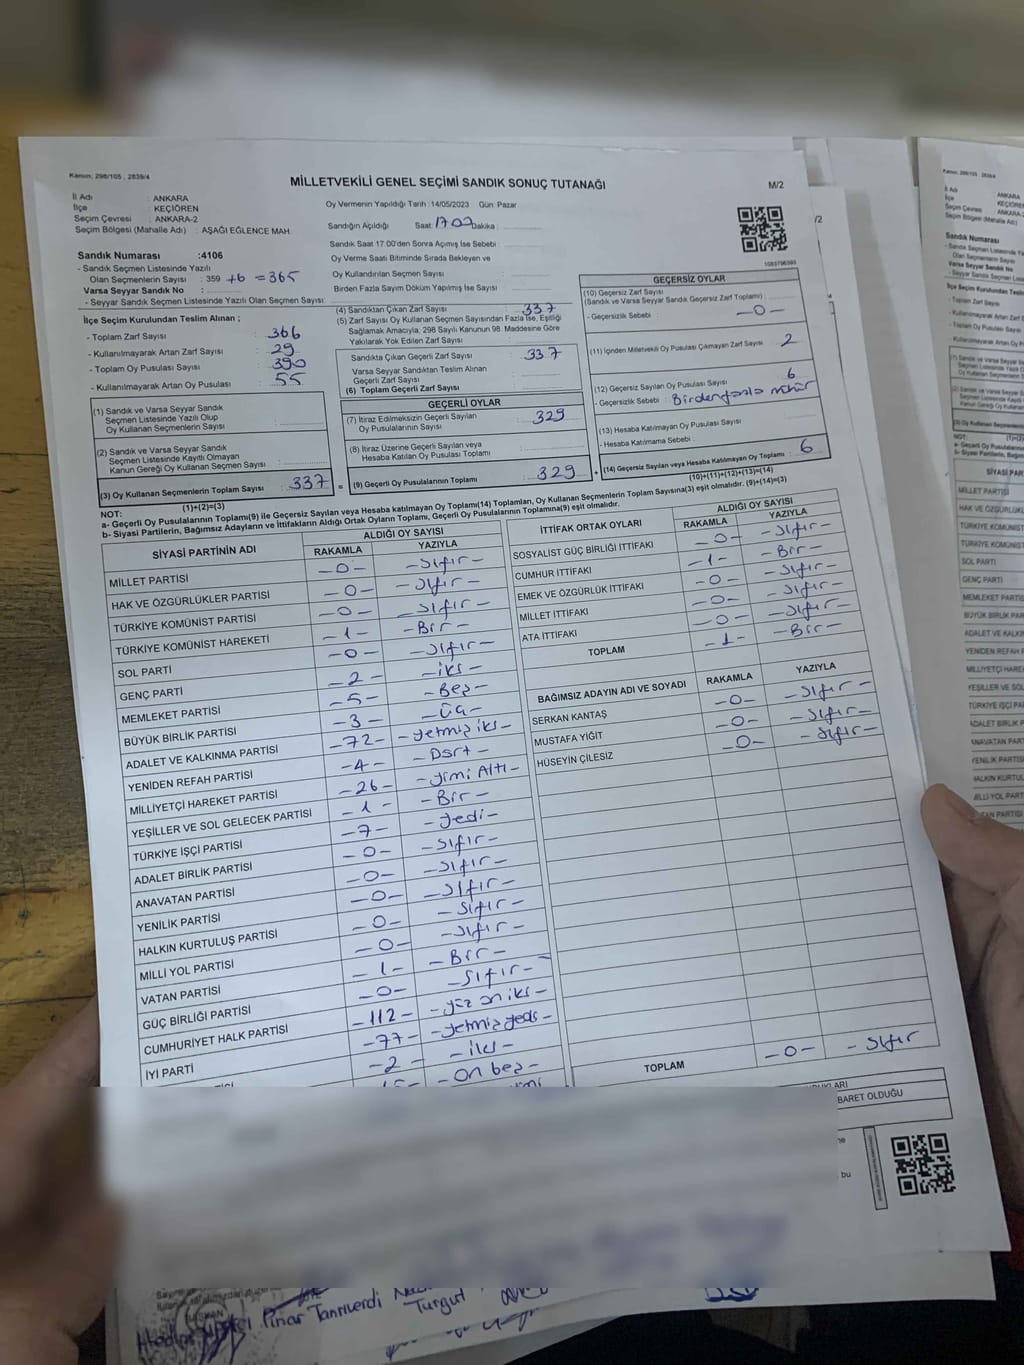 Kanun; 298/105 , 2839/4
MİLLETVEKİLİ GENEL SEÇİMİ SANDIK SONUÇ TUTANAĞI
M/2
İl Adı : ANKARA
İlçe : KEÇİÖREN
Seçim Çevresi : ANKARA-2
Seçim Bölgesi (Mahalle Adı) : AŞAĞI EĞLENCE MAH.
Oy Vermenin Yapıldığı Tarih :14/05/2023 Gün: Pazar
Sandığın Açıldığı Saat: 17 07 Dakika :
Sandık Saat 17:00'den Sonra Açımış İse Sebebi :
Oy Verme Saati Bitiminde Sırada Bekleyen ve
Oy Kullandırılan Seçmen Sayısı
Birden Fazla Sayım Döküm Yapılmış İse Sayısı :
Sandık Numarası :4106
- Sandık Seçmen Listesinde Yazılı
Olan Seçmenlerin Sayısı : 359 +6 = 365
Varsa Seyyar Sandık No :
- Seyyar Sandık Seçmen Listesinde Yazılı Olan Seçmen Sayısı:
İlçe Seçim Kurulundan Teslim Alınan ;
- Toplam Zarf Sayısı : 366
- Kullanılmayarak Artan Zarf Sayısı : 29
- Toplam Oy Pusulası Sayısı : 390
- Kullanılmayarak Artan Oy Pusulası : 55
(1) Sandık ve Varsa Seyyar Sandık
Seçmen Listesinde Yazılı Olup
Oy Kullanan Seçmenlerin Sayısı :
(2) Sandık ve Varsa Seyyar Sandık
Seçmen Listesinde Kayıtlı Olmayan
Kanun Gereği Oy Kullanan Seçmen Sayısı :
(3) Oy Kullanan Seçmenlerin Toplam Sayısı : 337
(1)+(2)=(3)
(4) Sandıktan Çıkan Zarf Sayısı : 337
(5) Zarf Sayısı Oy Kullanan Seçmen Sayısından Fazla İse, Eşitliği
Sağlamak Amacıyla; 298 Sayılı Kanunun 98. Maddesine Göre
Yakılarak Yok Edilen Zarf Sayısı :
Sandıkta Çıkan Geçerli Zarf Sayısı : 337
Varsa Seyyar Sandıktan Teslim Alınan
Geçerli Zarf Sayısı
(6) Toplam Geçerli Zarf Sayısı
GEÇERLİ OYLAR
(7) İtiraz Edilmeksizin Geçerli Sayılan
Oy Pusulalarının Sayısı : 329
(8) İtiraz Üzerine Geçerli Sayılan veya
Hesaba Katılan Oy Pusulası Toplamı :
= (9) Geçerli Oy Pusulalarının Toplamı : 329
1083796393
GEÇERSİZ OYLAR
(10) Geçersiz Zarf Sayısı
(Sandık ve Varsa Seyyar Sandık Geçersiz Zarf Toplamı) :
- Geçersizlik Sebebi : -0-
(11) İçinden Milletvekili Oy Pusulası Çıkmayan Zarf Sayısı : 2
(12) Geçersiz Sayılan Oy Pusulası Sayısı : 6
- Geçersizlik Sebebi : Birden fazla mühür
(13) Hesaba Katılmayan Oy Pusulası Sayısı
- Hesaba Katılmama Sebebi :
+ (14) Geçersiz Sayılan veya Hesaba Katılmayan Oy Toplamı : 6
(10)+(11)+(12)+(13)=(14)
NOT:
a- Geçerli Oy Pusulalarının Toplamı(9) ile Geçersiz Sayılan veya Hesaba katılmayan Oy Toplamı(14) Toplamları, Oy Kullanan Seçmenlerin Toplam Sayısına(3) eşit olmalıdır. (9)+(14)=(3)
b- Siyasi Partilerin, Bağımsız Adayların ve İttifakların Aldığı Ortak Oyların Toplamı, Geçerli Oy Pusulalarının Toplamına(9) eşit olmalıdır.
SİYASİ PARTİNİN ADI ALDIĞI OY SAYISI
RAKAMLA YAZIYLA
MİLLET PARTİSİ -0- -Sıfır-
HAK VE ÖZGÜRLÜKLER PARTİSİ -0- -Sıfır-
TÜRKİYE KOMÜNİST PARTİSİ -0- -Sıfır-
TÜRKİYE KOMÜNİST HAREKETİ -1- -Bir-
SOL PARTİ -0- -Sıfır-
GENÇ PARTİ -2- -iki-
MEMLEKET PARTİSİ -5- -Beş-
BÜYÜK BİRLİK PARTİSİ -3- -Üç-
ADALET VE KALKINMA PARTİSİ -72- -yetmiş iki-
YENİDEN REFAH PARTİSİ -4- -Dört-
MİLLİYETÇİ HAREKET PARTİSİ -26- -yirmi Altı-
YEŞİLLER VE SOL GELECEK PARTİSİ -1- -Bir-
TÜRKİYE İŞÇİ PARTİSİ -7- -yedi-
ADALET BİRLİK PARTİSİ -0- -Sıfır-
ANAVATAN PARTİSİ -0- -Sıfır-
YENİLİK PARTİSİ -0- -Sıfır-
HALKIN KURTULUŞ PARTİSİ -0- -Sıfır-
MİLLİ YOL PARTİSİ -0- -Sıfır-
VATAN PARTİSİ -1- -Bir-
GÜÇ BİRLİĞİ PARTİSİ -0- -Sıfır-
CUMHURİYET HALK PARTİSİ -112- -yüz on iki-
İYİ PARTİ -77- -yetmiş yedi-
-2- -iki-
-On beş-
İTTİFAK ORTAK OYLARI ALDIĞI OY SAYISI
RAKAMLA YAZIYLA
SOSYALİST GÜÇ BİRLİĞİ İTTİFAKI -0- -Sıfır-
CUMHUR İTTİFAKI -1- -Bir-
EMEK VE ÖZGÜRLÜK İTTİFAKI -0- -Sıfır-
MİLLET İTTİFAKI -0- -Sıfır-
ATA İTTİFAKI -0- -Sıfır-
TOPLAM -1- -Bir-
BAĞIMSIZ ADAYIN ADI VE SOYADI RAKAMLA YAZIYLA
SERKAN KANTAŞ -0- -Sıfır-
MUSTAFA YİĞİT -0- -Sıfır-
HÜSEYİN ÇİLESİZ -0- -Sıfır-
TOPLAM -0- -Sıfır
BARET OLDUĞU
bu
Pınar Tanrıverdi
Turgut